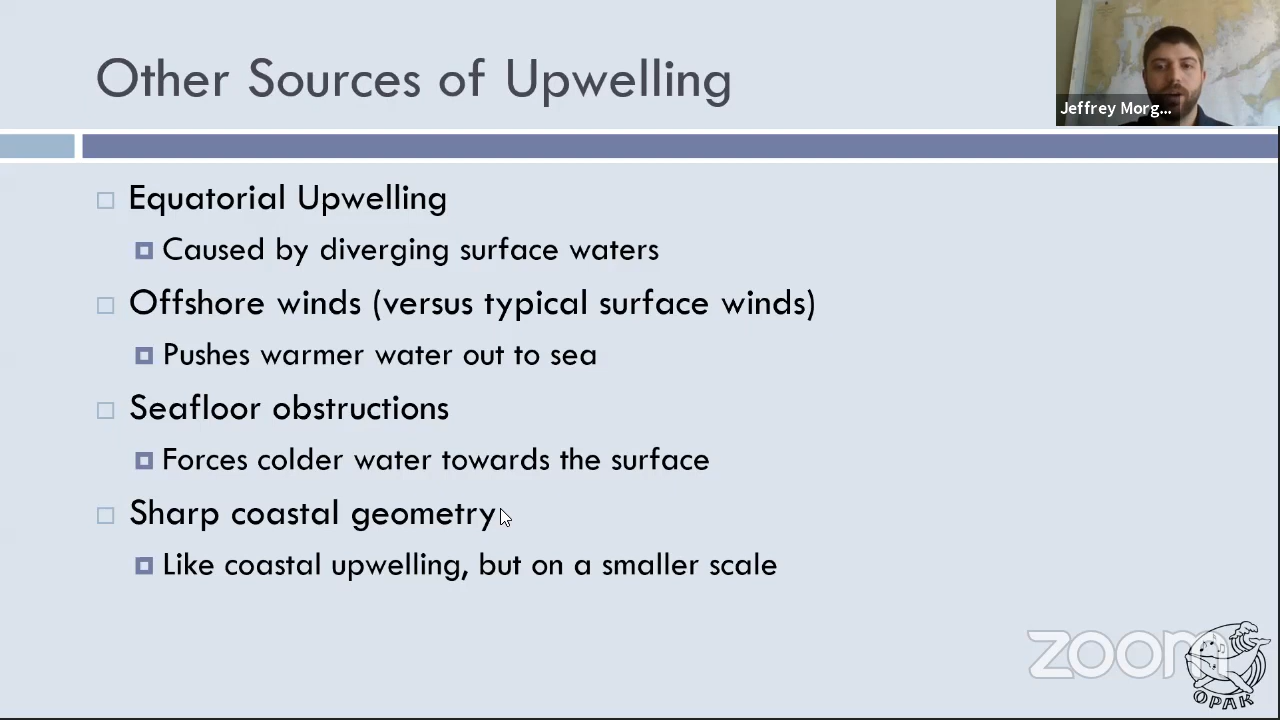 Other Sources of Upwelling
Jeffrey Morg...
Equatorial Upwelling
Caused by diverging surface waters
Offshore winds (versus typical surface winds)
Pushes warmer water out to sea
Seafloor obstructions
Forces colder water towards the surface
Sharp coastal geometry
Like coastal upwelling, but on a smaller scale
zoom
OPAK